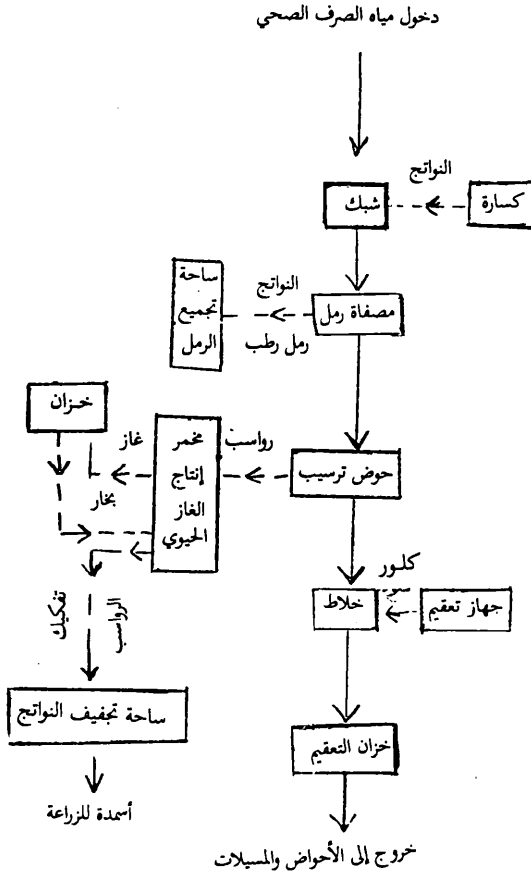 دخول مياه الصرف الصحي
النواتج
كسارة
شبك
النواتج
ساحة
تجميع
الرمل
مصفاة رمل
رمل رطب
خزان
رواسب
غاز
مخمر
إنتاج
الغاز
الحيوي
حوض ترسيب
بخار
كلور
جهاز تعقيم
خلاط
تفكيك
الرواسب
ساحة تجفيف النواتج
خزان التعقيم
أسمدة للزراعة
خروج إلى الأحواض والمسيلات